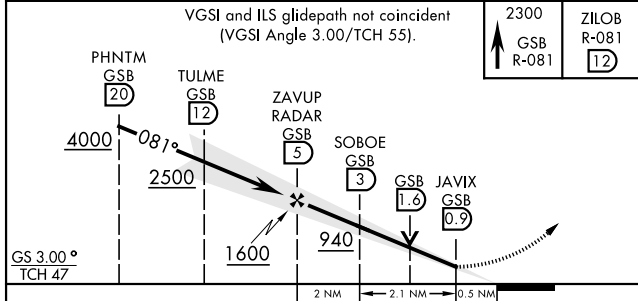 VGSI and ILS glidepath not coincident
(VGSI Angle 3.00/TCH 55).
2300
GSB
R-081
ZILOB
R-081
12
PHNTM
GSB
20
TULME
GSB
12
ZAVUP
RADAR
GSB
5
SOBOE
GSB
3
GSB
1.6
JAVIX
GSB
0.9
4000
081°
2500
1600
940
GS 3.00°
TCH 47
2 NM
2.1 NM
0.5 NM